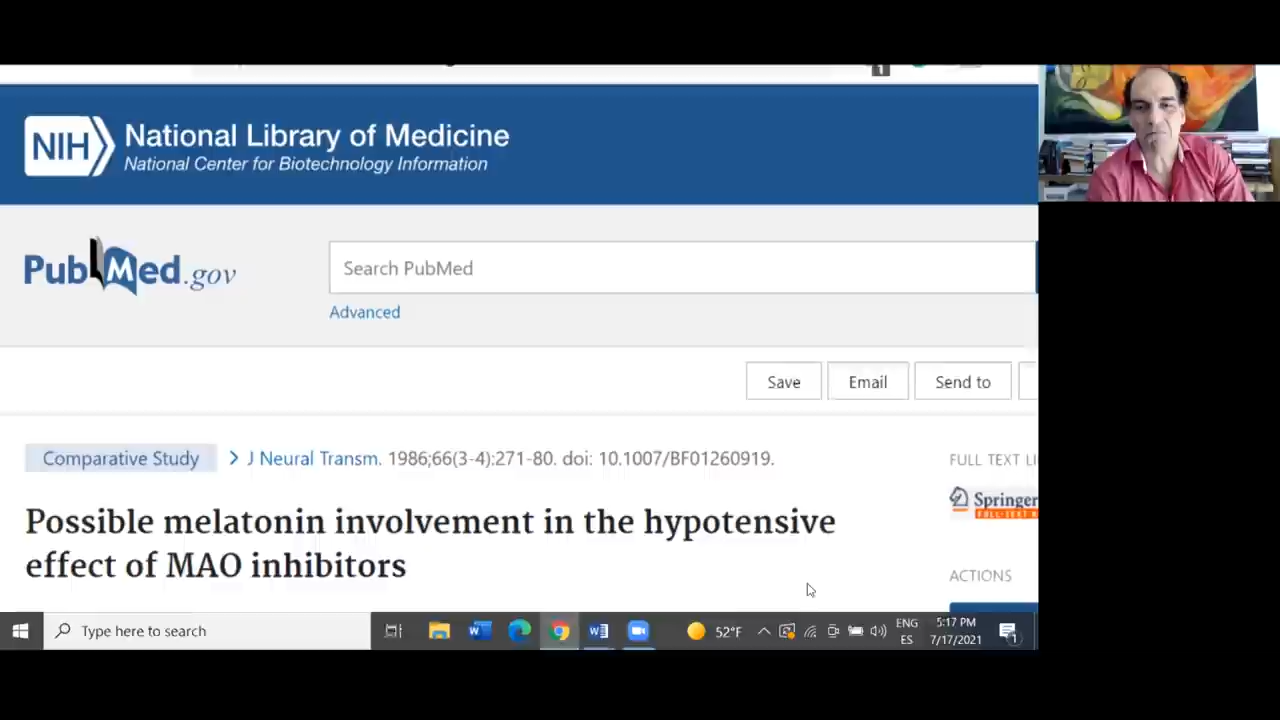 1
NIH National Library of Medicine
National Center for Biotechnology Information
PubMed.gov
Search PubMed
Advanced
Save Email Send to
Comparative Study > J Neural Transm. 1986;66(3-4):271-80. doi: 10.1007/BF01260919.
FULL TEXT LI
Springer
Possible melatonin involvement in the hypotensive
effect of MAO inhibitors
ACTIONS
Type here to search
52°F
ENG
ES
5:17 PM
7/17/2021
1